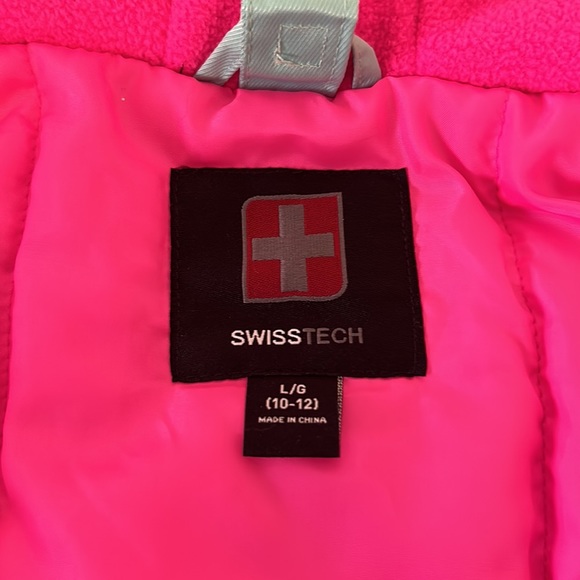 SWISSTECH
L/G
(10-12)
MADE IN CHINA